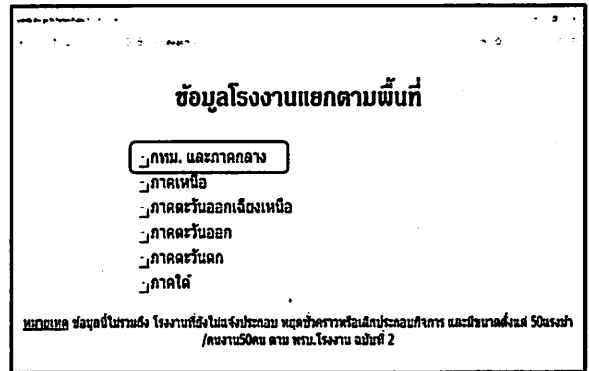 ข้อมูลโรงงานแยกตามพื้นที่
กทม. และภาคกลาง
ภาคเหนือ
ภาคตะวันออกเฉียงเหนือ
ภาคตะวันออก
ภาคตะวันตก
ภาคใต้
หมายเหตุ ข้อมูลนี้ไม่รวมถึง โรงงานที่ยังไม่แจ้งประกอบ หยุดชั่วคราวหรือเลิกประกอบกิจการ และมีขนาดตั้งแต่ 50แรงม้า
/คนงาน50คน ตาม พรบ.โรงงาน ฉบับที่ 2